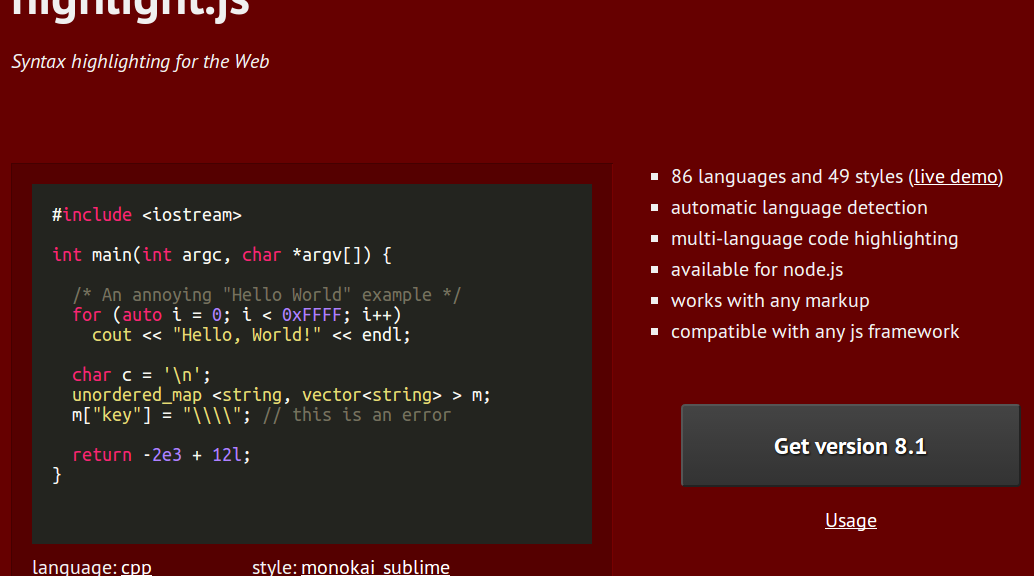 highlight.js
Syntax highlighting for the Web
#include <iostream>
int main(int argc, char *argv[]) {
/* An annoying "Hello World" example */
for (auto i = 0; i < 0xFFFF; i++)
cout << "Hello, World!" << endl;
char c = '\n';
unordered_map <string, vector<string> > m;
m["key"] = "\\\\"; // this is an error
return -2e3 + 12l;
}
language: cpp
style: monokai_sublime
86 languages and 49 styles (live demo)
automatic language detection
multi-language code highlighting
available for node.js
works with any markup
compatible with any js framework
Get version 8.1
Usage